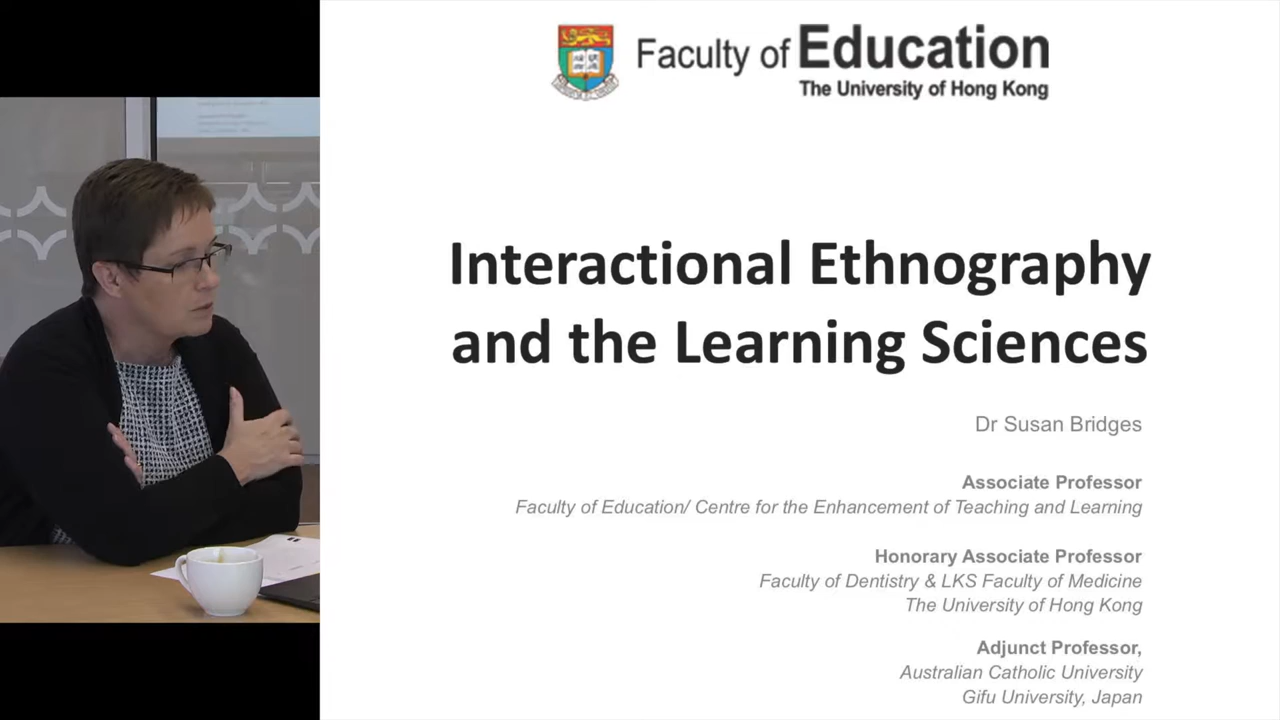 Faculty of Education
The University of Hong Kong
Interactional Ethnography
and the Learning Sciences
Dr Susan Bridges
Associate Professor
Faculty of Education/ Centre for the Enhancement of Teaching and Learning
Honorary Associate Professor
Faculty of Dentistry & LKS Faculty of Medicine
The University of Hong Kong
Adjunct Professor,
Australian Catholic University
Gifu University, Japan